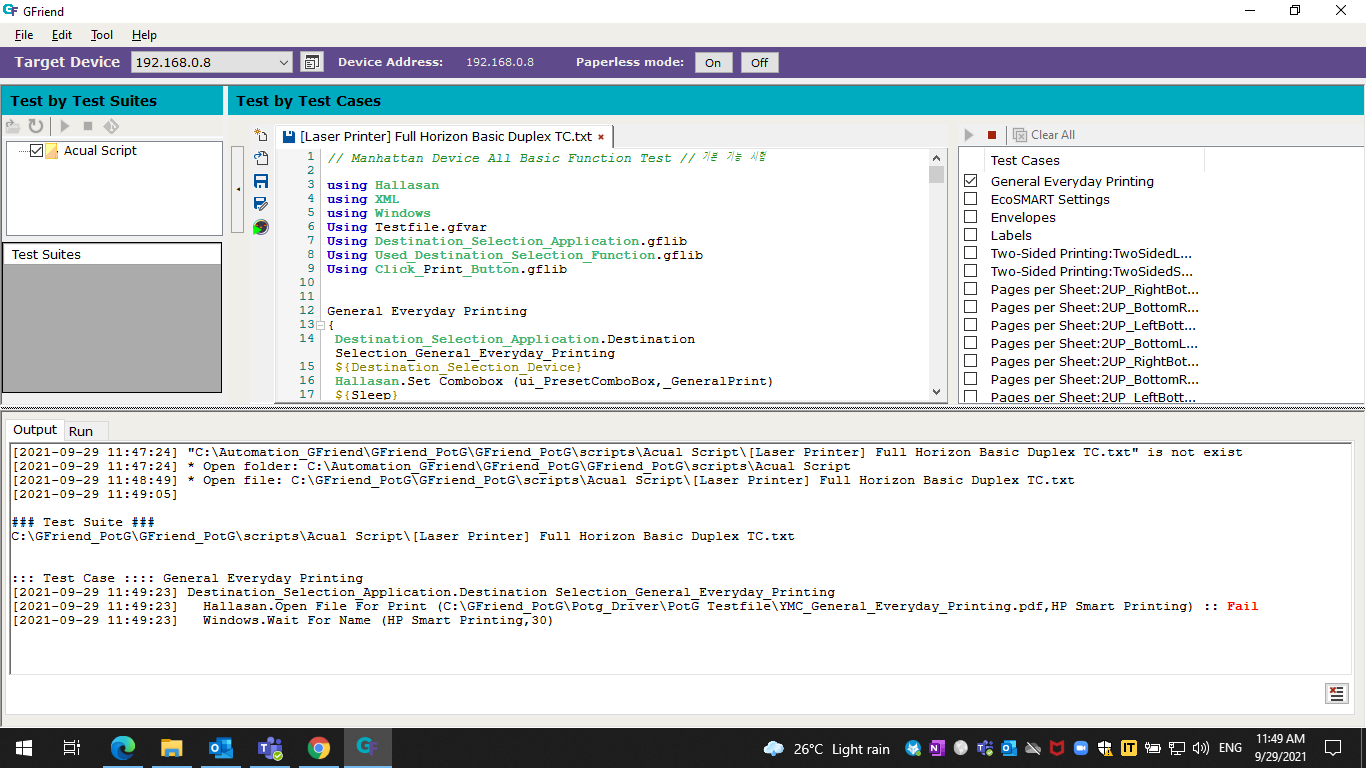 GFriend
File Edit Tool Help
Target Device 192.168.0.8 Device Address: 192.168.0.8 Paperless mode: On Off
Test by Test Suites
Test by Test Cases
Acual Script
Test Suites
[Laser Printer] Full Horizon Basic Duplex TC.txt ×
1 // Manhattan Device All Basic Function Test // 기본 기능 시험
2
3 using Hallasan
4 using XML
5 using Windows
6 Using Testfile.gfvar
7 Using Destination_Selection_Application.gflib
8 Using Used_Destination_Selection_Function.gflib
9 Using Click_Print_Button.gflib
10
11
12 General Everyday Printing
13 {
14 Destination_Selection_Application.Destination
Selection_General_Everyday_Printing
15 ${Destination_Selection_Device}
16 Hallasan.Set Combobox (ui_PresetComboBox,_GeneralPrint)
17 ${Sleep}
Clear All
Test Cases
General Everyday Printing
EcoSMART Settings
Envelopes
Labels
Two-Sided Printing:TwoSidedL...
Two-Sided Printing:TwoSidedS...
Pages per Sheet:2UP_RightBot...
Pages per Sheet:2UP_BottomR...
Pages per Sheet:2UP_LeftBott...
Pages per Sheet:2UP_BottomL...
Pages per Sheet:2UP_RightBot...
Pages per Sheet:2UP_BottomR...
Pages per Sheet:2UP_LeftBott...
Output Run
[2021-09-29 11:47:24] "C:\Automation_GFriend\GFriend_PotG\GFriend_PotG\scripts\Acual Script\[Laser Printer] Full Horizon Basic Duplex TC.txt" is not exist
[2021-09-29 11:47:24] * Open folder: C:\Automation_GFriend\GFriend_PotG\GFriend_PotG\scripts\Acual Script
[2021-09-29 11:48:49] * Open file: C:\GFriend_PotG\GFriend_PotG\scripts\Acual Script\[Laser Printer] Full Horizon Basic Duplex TC.txt
[2021-09-29 11:49:05]
### Test Suite ###
C:\GFriend_PotG\GFriend_PotG\scripts\Acual Script\[Laser Printer] Full Horizon Basic Duplex TC.txt
::: Test Case :::: General Everyday Printing
[2021-09-29 11:49:23] Destination_Selection_Application.Destination Selection_General_Everyday_Printing
[2021-09-29 11:49:23] Hallasan.Open File For Print (C:\GFriend_PotG\Potg_Driver\PotG Testfile\YMC_General_Everyday_Printing.pdf,HP Smart Printing) :: Fail
[2021-09-29 11:49:23] Windows.Wait For Name (HP Smart Printing,30)
26°C Light rain ENG 11:49 AM
9/29/2021